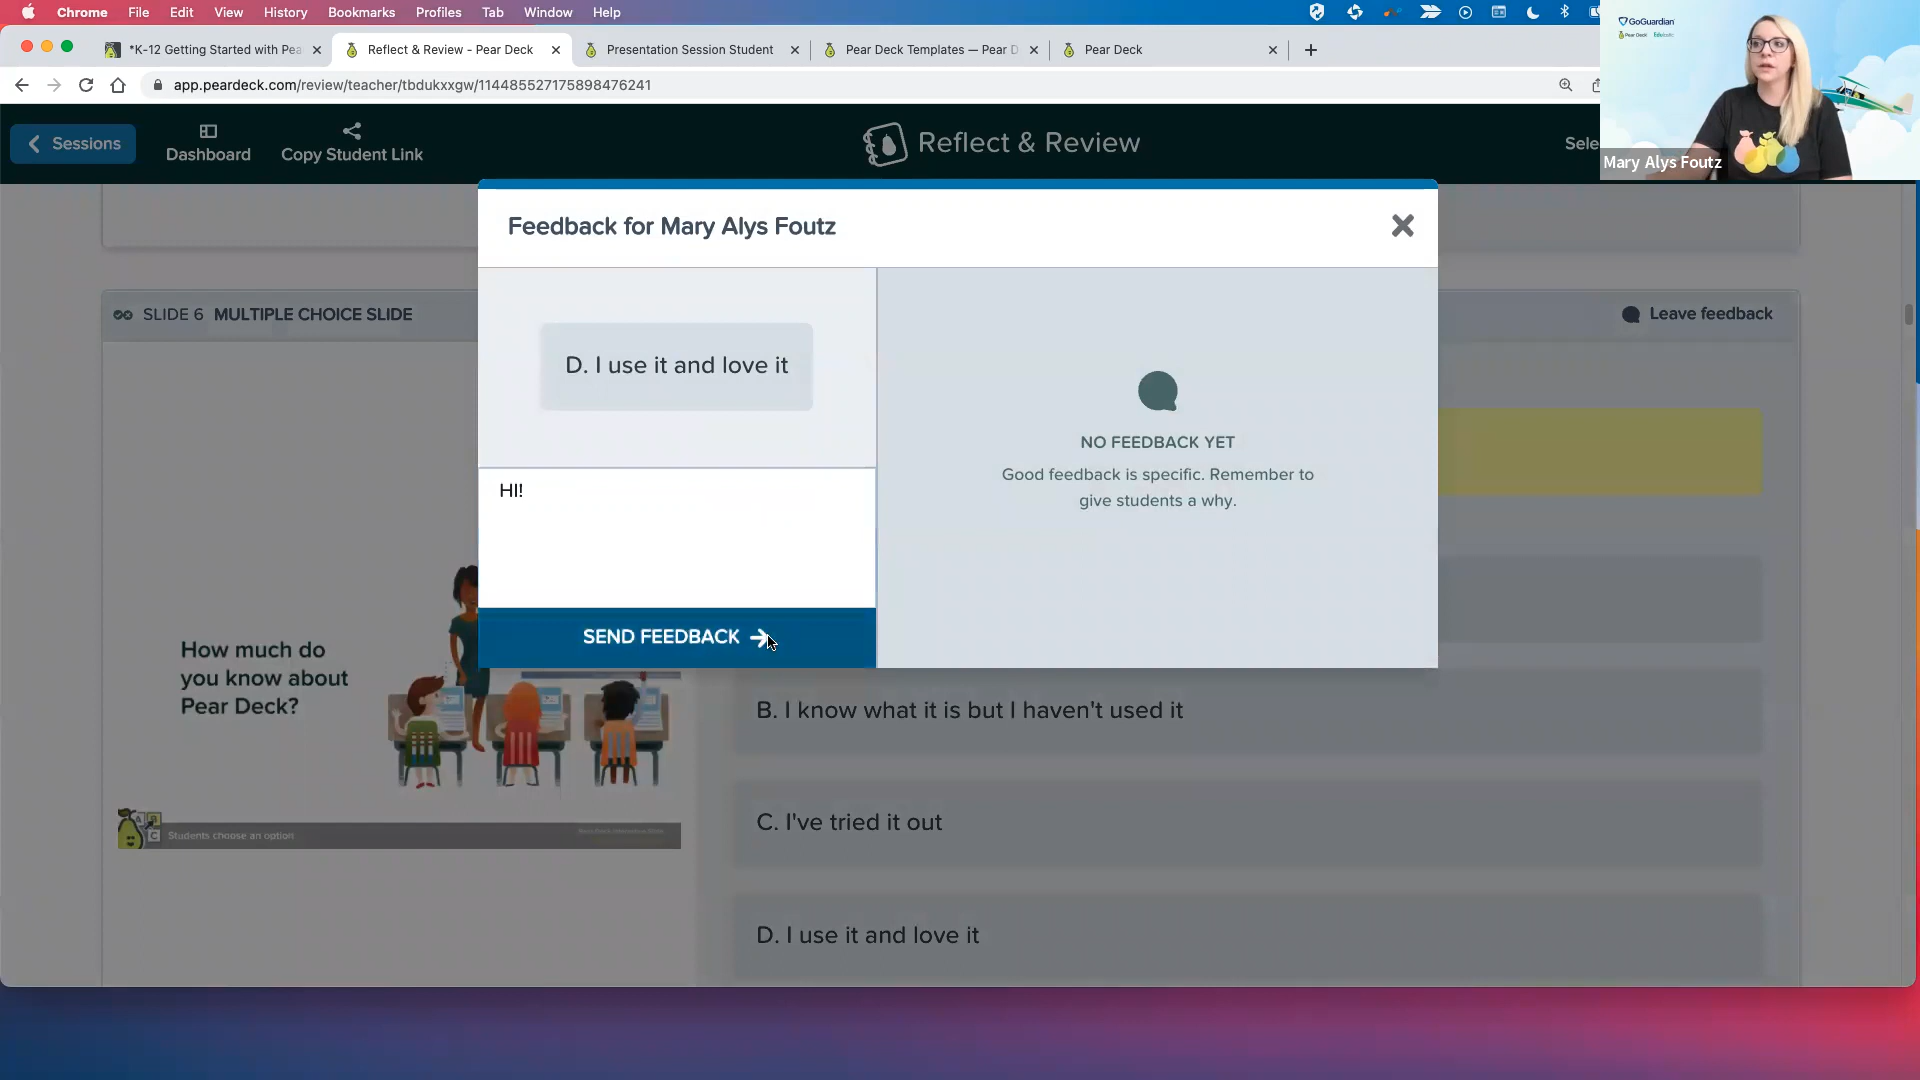 Chrome File Edit View History Bookmarks Profiles Tab Window Help
*K-12 Getting Started with Pea
Reflect & Review - Pear Deck
Presentation Session Student
Pear Deck Templates — Pear D
Pear Deck
app.peardeck.com/review/teacher/tbdukxxgw/114485527175898476241
GoGuardian
Pear Deck
Mary Alys Foutz
Sessions
Dashboard
Copy Student Link
Reflect & Review
Sele
Feedback for Mary Alys Foutz
SLIDE 6 MULTIPLE CHOICE SLIDE
Leave feedback
D. I use it and love it
HI!
SEND FEEDBACK
NO FEEDBACK YET
Good feedback is specific. Remember to
give students a why.
How much do
you know about
Pear Deck?
Students choose an option
B. I know what it is but I haven't used it
C. I've tried it out
D. I use it and love it